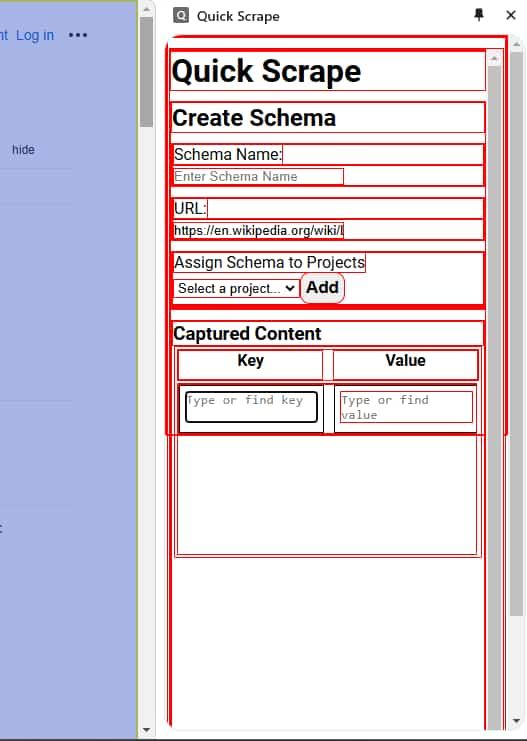 Quick Scrape
nt Log in •••
hide
Quick Scrape
Create Schema
Schema Name:
Enter Schema Name
URL:
https://en.wikipedia.org/wiki/
Assign Schema to Projects
Select a project... Add
Captured Content
Key Value
Type or find key
Type or find
value